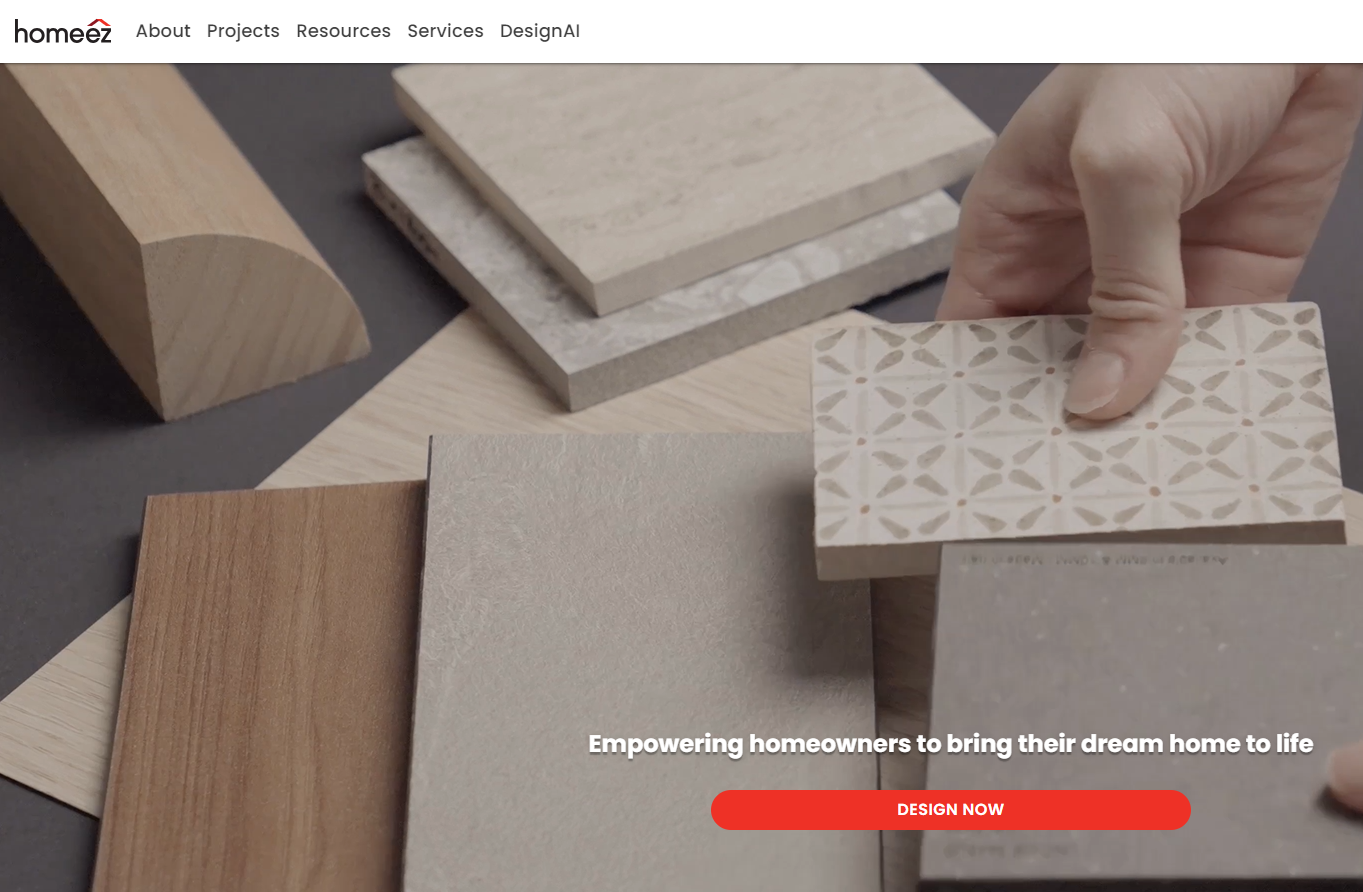 homeez
About Projects Resources Services DesignAI
Empowering homeowners to bring their dream home to life
DESIGN NOW